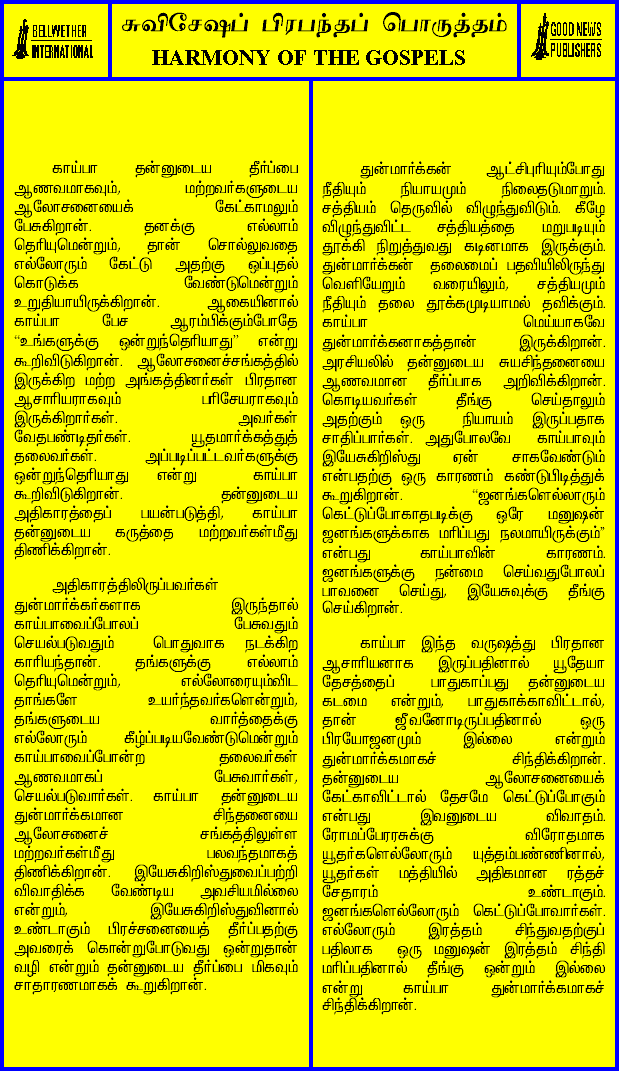 BELLWETHER
INTERNATIONAL
சுவிசேஷப் பிரபந்தப் பொருத்தம்
HARMONY OF THE GOSPELS
GOOD NEWS
PUBLISHERS
காய்பா தன்னுடைய தீர்ப்பை
ஆணவமாகவும், மற்றவர்களுடைய
ஆலோசனையைக் கேட்காமலும்
பேசுகிறான். தனக்கு எல்லாம்
தெரியுமென்றும், தான் சொல்லுவதை
எல்லோரும் கேட்டு அதற்கு ஒப்புதல்
கொடுக்க வேண்டுமென்றும்
உறுதியாயிருக்கிறான். ஆகையினால்
காய்பா பேச ஆரம்பிக்கும்போதே
“உங்களுக்கு ஒன்றுந்தெரியாது” என்று
கூறிவிடுகிறான். ஆலோசனைச்சங்கத்தில்
இருக்கிற மற்ற அங்கத்தினர்கள் பிரதான
ஆசாரியராகவும் பரிசேயராகவும்
இருக்கிறார்கள். அவர்கள்
வேதபண்டிதர்கள். யூதமார்க்கத்துத்
தலைவர்கள். அப்படிப்பட்டவர்களுக்கு
ஒன்றுந்தெரியாது என்று காய்பா
கூறிவிடுகிறான். தன்னுடைய
அதிகாரத்தைப் பயன்படுத்தி, காய்பா
தன்னுடைய கருத்தை மற்றவர்கள்மீது
திணிக்கிறான்.
அதிகாரத்திலிருப்பவர்கள்
துன்மார்க்கர்களாக இருந்தால்
காய்பாவைப்போலப் பேசுவதும்
செயல்படுவதும் பொதுவாக நடக்கிற
காரியந்தான். தங்களுக்கு எல்லாம்
தெரியுமென்றும், எல்லோரையும்விட
தாங்களே உயர்ந்தவர்களென்றும்,
தங்களுடைய வார்த்தைக்கு
எல்லோரும் கீழ்ப்படியவேண்டுமென்றும்
காய்பாவைப்போன்ற தலைவர்கள்
ஆணவமாகப் பேசுவார்கள்,
செயல்படுவார்கள். காய்பா தன்னுடைய
துன்மார்க்கமான சிந்தனையை
ஆலோசனைச் சங்கத்திலுள்ள
மற்றவர்கள்மீது பலவந்தமாகத்
திணிக்கிறான். இயேசுகிறிஸ்துவைப்பற்றி
விவாதிக்க வேண்டிய அவசியமில்லை
என்றும், இயேசுகிறிஸ்துவினால்
உண்டாகும் பிரச்சனையைத் தீர்ப்பதற்கு
அவரைக் கொன்றுபோடுவது ஒன்றுதான்
வழி என்றும் தன்னுடைய தீர்ப்பை மிகவும்
சாதாரணமாகக் கூறுகிறான்.
துன்மார்க்கன் ஆட்சிபுரியும்போது
நீதியும் நியாயமும் நிலைதடுமாறும்.
சத்தியம் தெருவில் விழுந்துவிடும். கீழே
விழுந்துவிட்ட சத்தியத்தை மறுபடியும்
தூக்கி நிறுத்துவது கடினமாக இருக்கும்.
துன்மார்க்கன் தலைமைப் பதவியிலிருந்து
வெளியேறும் வரையிலும், சத்தியமும்
நீதியும் தலை தூக்கமுடியாமல் தவிக்கும்.
காய்பா மெய்யாகவே
துன்மார்க்கனாகத்தான் இருக்கிறான்.
அரசியலில் தன்னுடைய சுயசிந்தனையை
ஆணவமான தீர்ப்பாக அறிவிக்கிறான்.
கொடியவர்கள் தீங்கு செய்தாலும்
அதற்கும் ஒரு நியாயம் இருப்பதாக
சாதிப்பார்கள். அதுபோலவே காய்பாவும்
இயேசுகிறிஸ்து ஏன் சாகவேண்டும்
என்பதற்கு ஒரு காரணம் கண்டுபிடித்துக்
கூறுகிறான். “ஜனங்களெல்லாரும்
கெட்டுப்போகாதபடிக்கு ஒரே மனுஷன்
ஜனங்களுக்காக மரிப்பது நலமாயிருக்கும்”
என்பது காய்பாவின் காரணம்.
ஜனங்களுக்கு நன்மை செய்வதுபோலப்
பாவனை செய்து, இயேசுவுக்கு தீங்கு
செய்கிறான்.
காய்பா இந்த வருஷத்து பிரதான
ஆசாரியனாக இருப்பதினால் யூதேயா
தேசத்தைப் பாதுகாப்பது தன்னுடைய
கடமை என்றும், பாதுகாக்காவிட்டால்,
தான் ஜீவனோடிருப்பதினால் ஒரு
பிரயோஜனமும் இல்லை என்றும்
துன்மார்க்கமாகச் சிந்திக்கிறான்.
தன்னுடைய ஆலோசனையைக்
கேட்காவிட்டால் தேசமே கெட்டுப்போகும்
என்பது இவனுடைய விவாதம்.
ரோமப்பேரரசுக்கு விரோதமாக
யூதர்களெல்லோரும் யுத்தம்பண்ணினால்,
யூதர்கள் மத்தியில் அதிகமான ரத்தச்
சேதாரம் உண்டாகும்.
ஜனங்களெல்லோரும் கெட்டுப்போவார்கள்.
எல்லோரும் இரத்தம் சிந்துவதற்குப்
பதிலாக ஒரு மனுஷன் இரத்தம் சிந்தி
மரிப்பதினால் தீங்கு ஒன்றும் இல்லை
என்று காய்பா துன்மார்க்கமாகச்
சிந்திக்கிறான்.